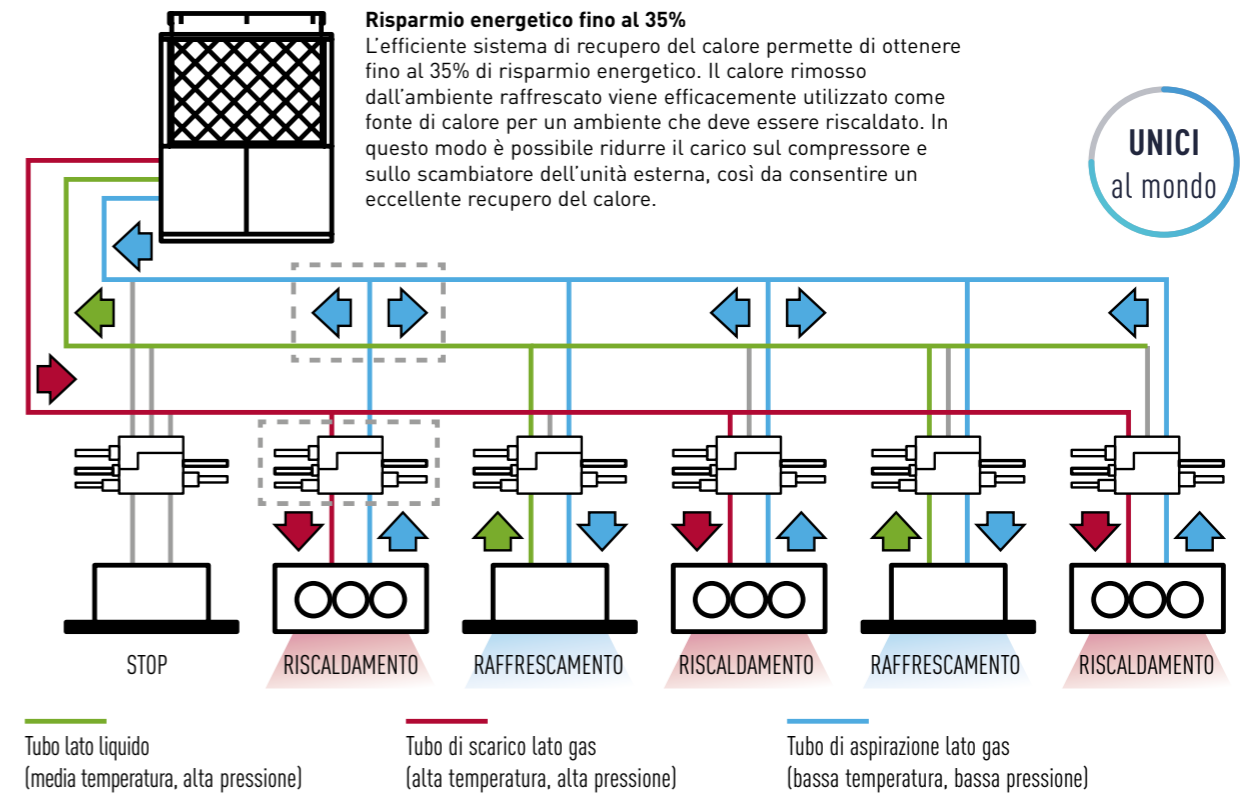 Risparmio energetico fino al 35%
L'efficiente sistema di recupero del calore permette di ottenere
fino al 35% di risparmio energetico. Il calore rimosso
dall'ambiente raffrescato viene efficacemente utilizzato come
fonte di calore per un ambiente che deve essere riscaldato. In
questo modo è possibile ridurre il carico sul compressore e
sullo scambiatore dell'unità esterna, così da consentire un
eccellente recupero del calore.
UNICI
al mondo
STOP
RISCALDAMENTO
RAFFRESCAMENTO
RISCALDAMENTO
RAFFRESCAMENTO
RISCALDAMENTO
Tubo lato liquido
(media temperatura, alta pressione)
Tubo di scarico lato gas
(alta temperatura, alta pressione)
Tubo di aspirazione lato gas
(bassa temperatura, bassa pressione)